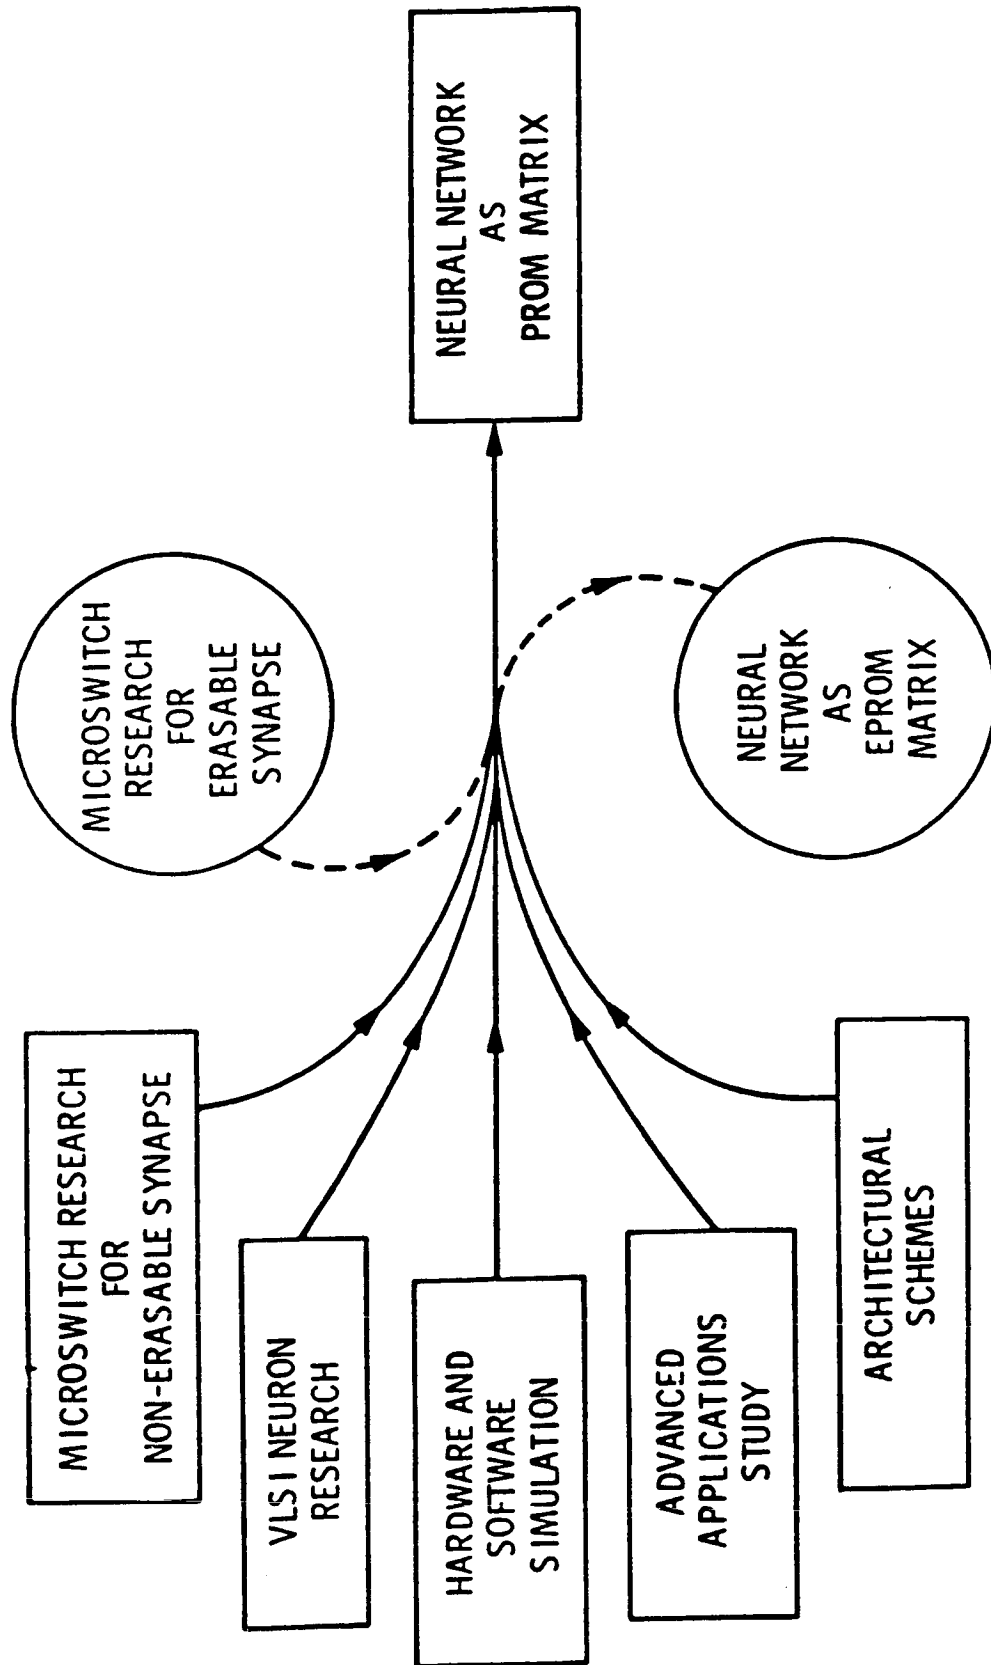 MICROSWITCH RESEARCH
FOR
NON-ERASABLE SYNAPSE
VLSI NEURON
RESEARCH
HARDWARE AND
SOFTWARE
SIMULATION
ADVANCED
APPLICATIONS
STUDY
ARCHITECTURAL
SCHEMES
MICROSWITCH
RESEARCH
FOR
ERASABLE
SYNAPSE
NEURAL
NETWORK
AS
EPROM
MATRIX
NEURAL NETWORK
AS
PROM MATRIX